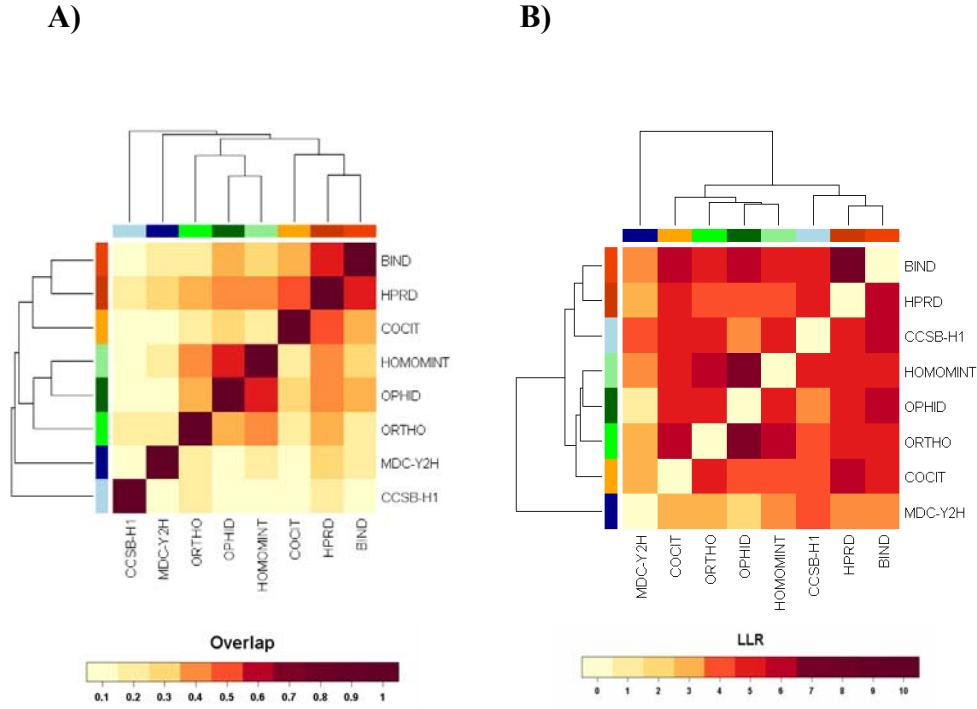 A)
B)
BIND
HPRD
COCIT
HOMOMINT
OPHID
ORTHO
MDC-Y2H
CCSB-H1
CCSB-H1
MDC-Y2H
ORTHO
OPHID
HOMOMINT
COCIT
HPRD
BIND
Overlap
0.1 0.2 0.3 0.4 0.5 0.6 0.7 0.8 0.9 1
BIND
HPRD
CCSB-H1
HOMOMINT
OPHID
ORTHO
COCIT
MDC-Y2H
MDC-Y2H
COCIT
ORTHO
OPHID
HOMOMINT
CCSB-H1
HPRD
BIND
LLR
0 1 2 3 4 5 6 7 8 9 10